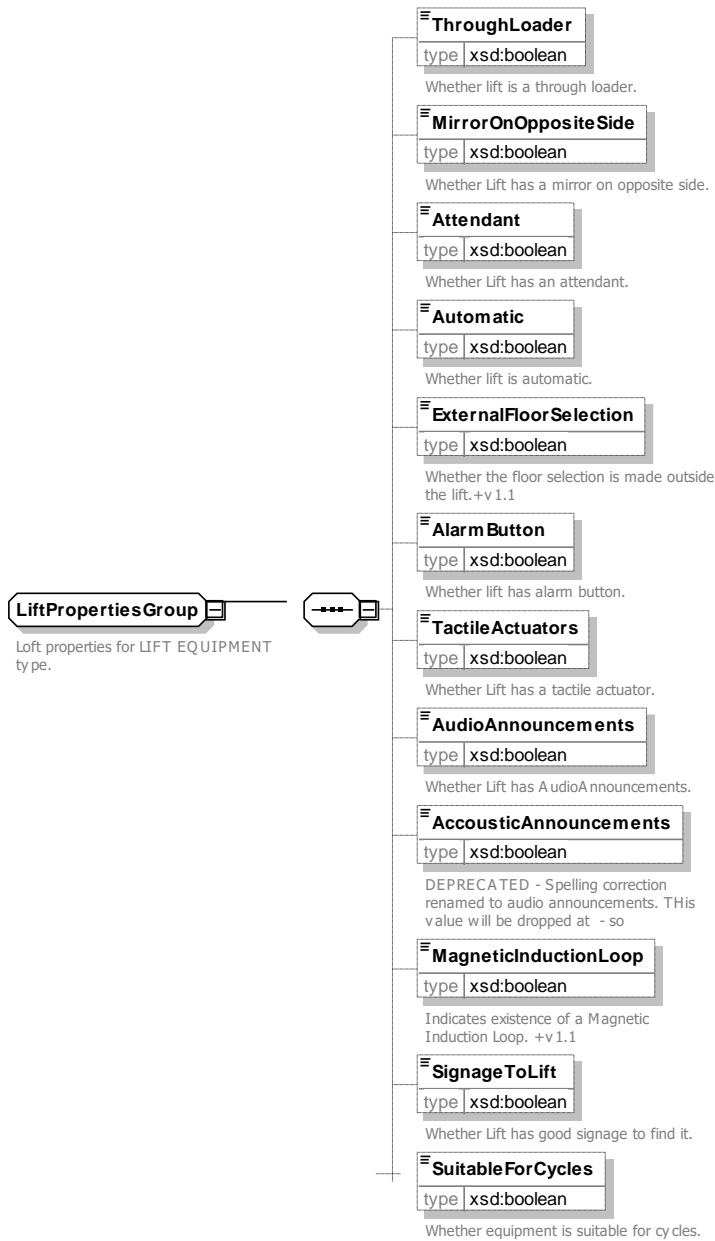 ThroughLoader
type xsd:boolean
Whether lift is a through loader.
MirrorOnOppositeSide
type xsd:boolean
Whether Lift has a mirror on opposite side.
Attendant
type xsd:boolean
Whether Lift has an attendant.
Automatic
type xsd:boolean
Whether lift is automatic.
ExternalFloorSelection
type xsd:boolean
Whether the floor selection is made outside
the lift.+v1.1
AlarmButton
type xsd:boolean
Whether lift has alarm button.
LiftPropertiesGroup
Loft properties for LIFT EQUIPMENT
type.
TactileActuators
type xsd:boolean
Whether Lift has a tactile actuator.
AudioAnnouncements
type xsd:boolean
Whether Lift has AudioAnnouncements.
AccousticAnnouncements
type xsd:boolean
DEPRECATED - Spelling correction
renamed to audio announcements. THis
value will be dropped at - so
MagneticInductionLoop
type xsd:boolean
Indicates existence of a Magnetic
Induction Loop. +v1.1
SignageToLift
type xsd:boolean
Whether Lift has good signage to find it.
SuitableForCycles
type xsd:boolean
Whether equipment is suitable for cycles.